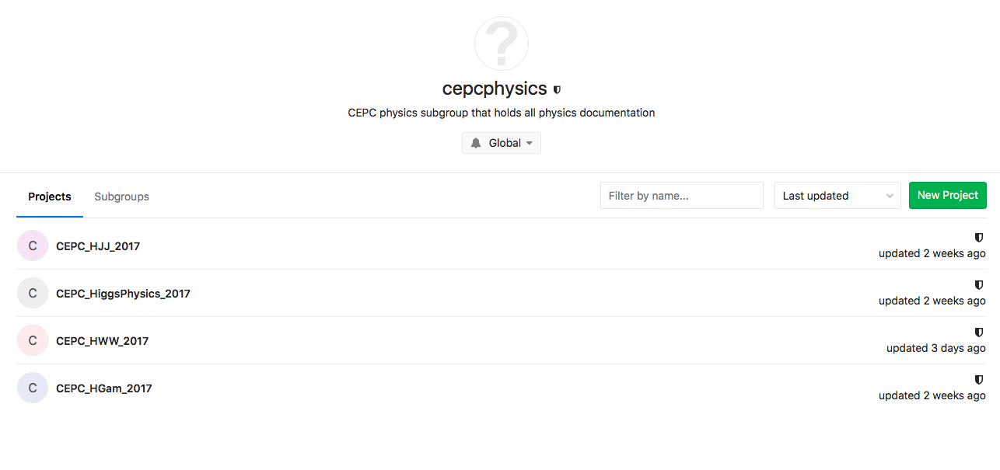 ?
cepcphysics
CEPC physics subgroup that holds all physics documentation
Global
Projects Subgroups Filter by name... Last updated New Project
C CEPC_HJJ_2017
updated 2 weeks ago
C CEPC_HiggsPhysics_2017
updated 2 weeks ago
C CEPC_HWW_2017
updated 3 days ago
C CEPC_HGam_2017
updated 2 weeks ago